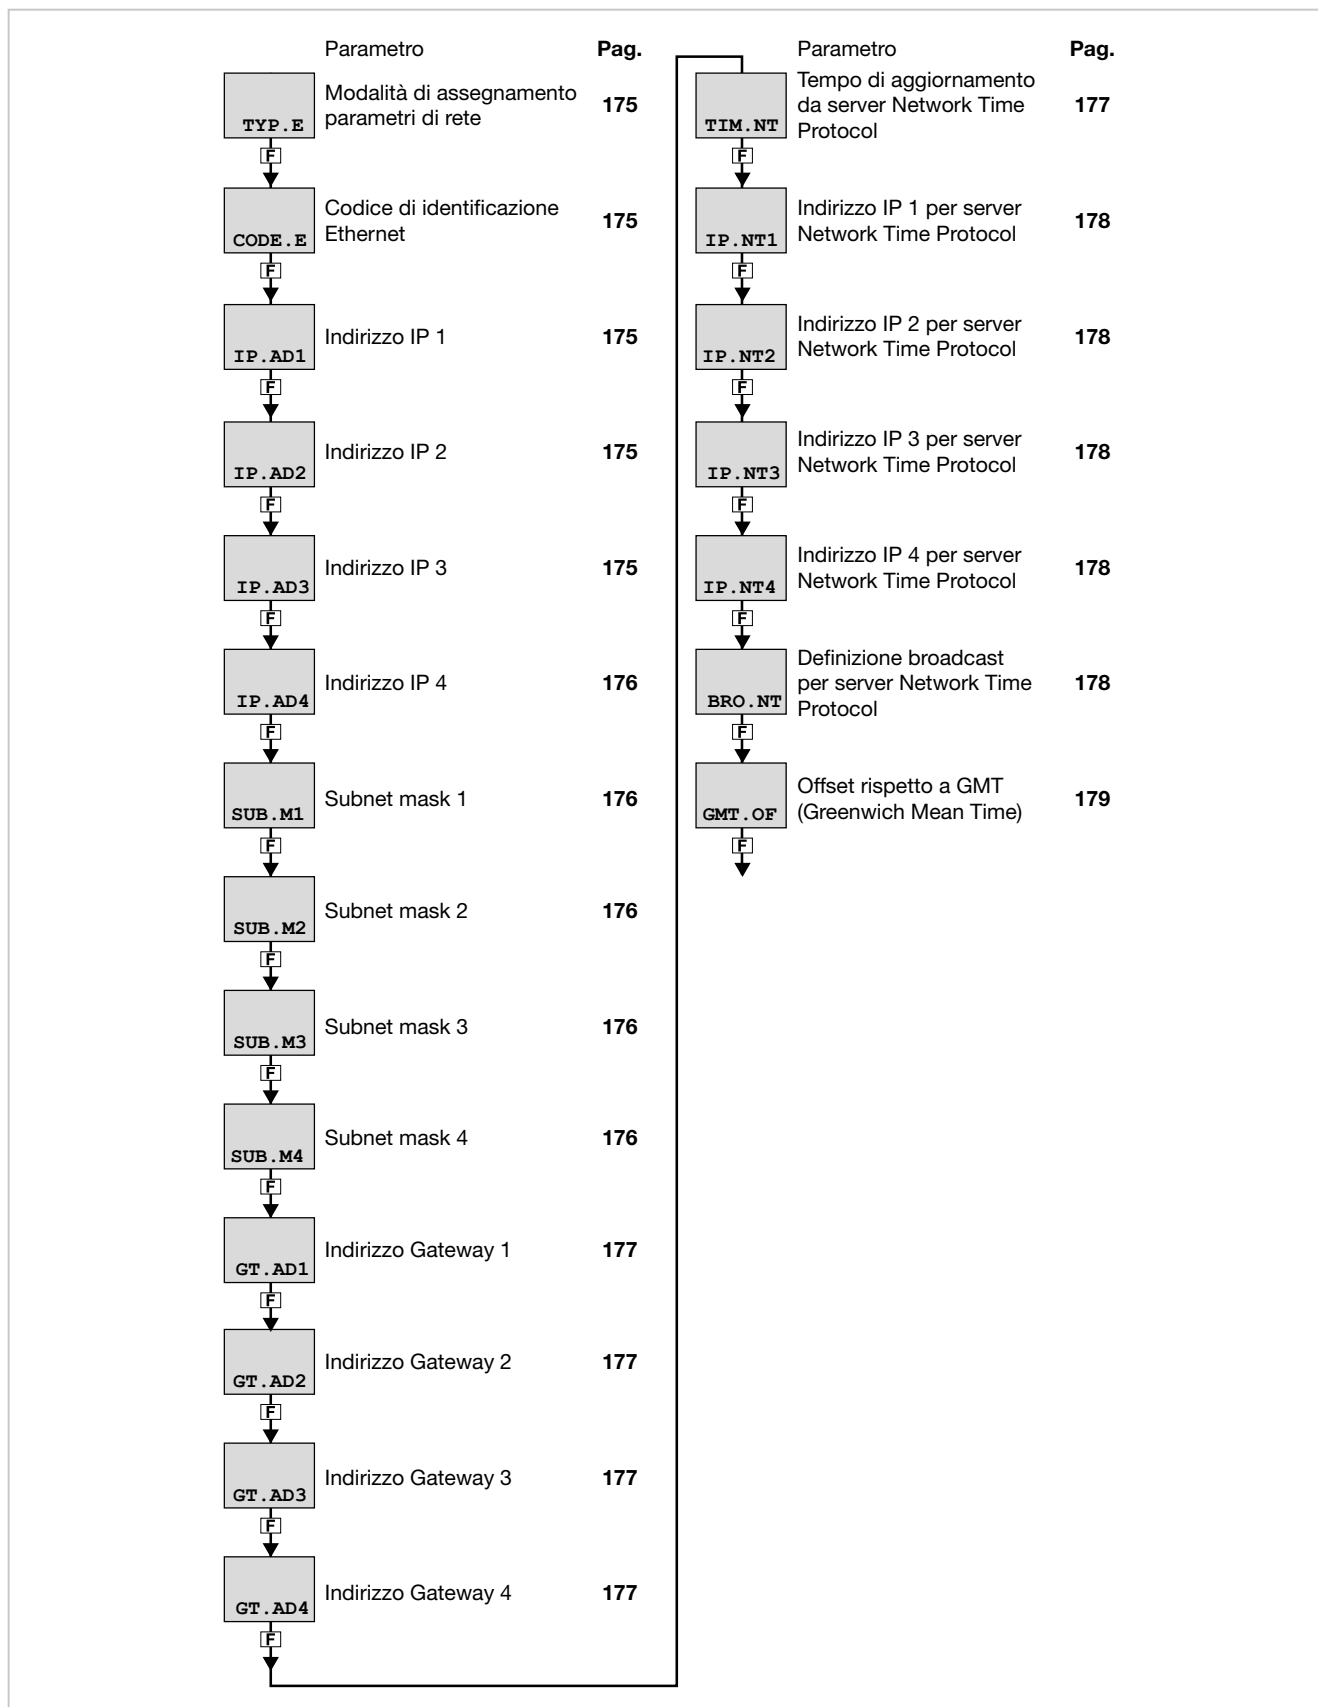 Parametro Pag.
TYP.E
Modalità di assegnamento
parametri di rete
175
F
CODE.E
Codice di identificazione
Ethernet
175
F
IP.AD1
Indirizzo IP 1
175
F
IP.AD2
Indirizzo IP 2
175
F
IP.AD3
Indirizzo IP 3
175
F
IP.AD4
Indirizzo IP 4
176
F
SUB.M1
Subnet mask 1
176
F
SUB.M2
Subnet mask 2
176
F
SUB.M3
Subnet mask 3
176
F
SUB.M4
Subnet mask 4
176
F
GT.AD1
Indirizzo Gateway 1
177
F
GT.AD2
Indirizzo Gateway 2
177
F
GT.AD3
Indirizzo Gateway 3
177
F
GT.AD4
Indirizzo Gateway 4
177
F
Parametro Pag.
TIM.NT
Tempo di aggiornamento
da server Network Time
Protocol
177
F
IP.NT1
Indirizzo IP 1 per server
Network Time Protocol
178
F
IP.NT2
Indirizzo IP 2 per server
Network Time Protocol
178
F
IP.NT3
Indirizzo IP 3 per server
Network Time Protocol
178
F
IP.NT4
Indirizzo IP 4 per server
Network Time Protocol
178
F
BRO.NT
Definizione broadcast
per server Network Time
Protocol
178
F
GMT.OF
Offset rispetto a GMT
(Greenwich Mean Time)
179
F